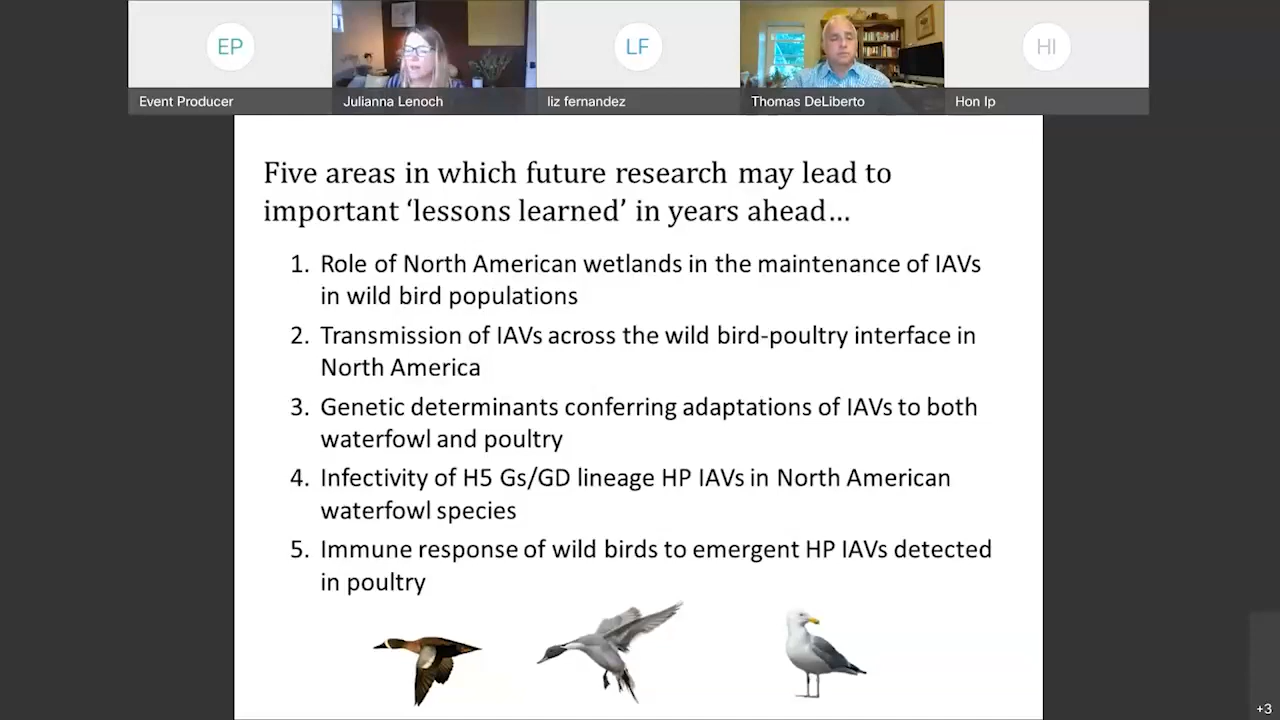 EP
LF
HI
Event Producer
Julianna Lenoch
liz fernandez
Thomas DeLiberto
Hon Ip
Five areas in which future research may lead to
important ‘lessons learned’ in years ahead…
1. Role of North American wetlands in the maintenance of IAVs
in wild bird populations
2. Transmission of IAVs across the wild bird-poultry interface in
North America
3. Genetic determinants conferring adaptations of IAVs to both
waterfowl and poultry
4. Infectivity of H5 Gs/GD lineage HP IAVs in North American
waterfowl species
5. Immune response of wild birds to emergent HP IAVs detected
in poultry
+3